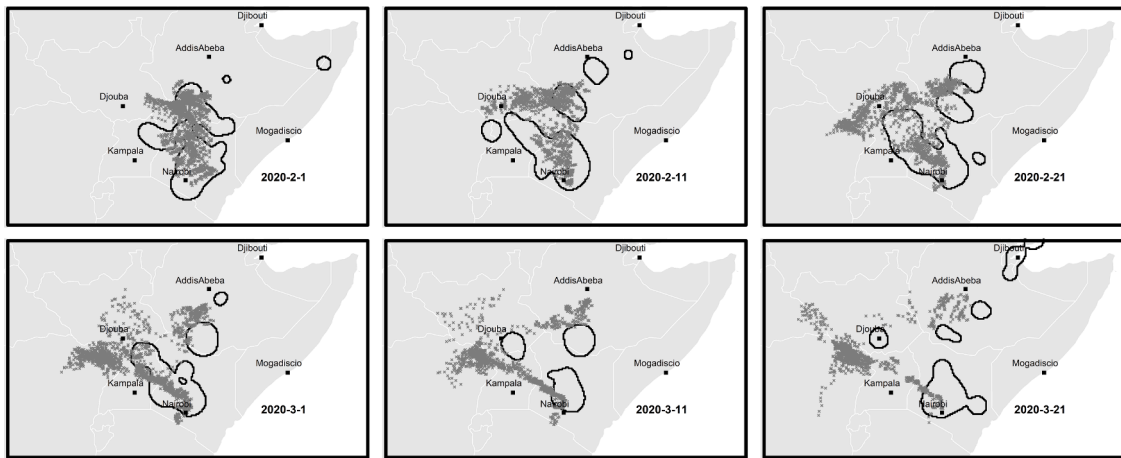 Djibouti
AddisAbeba
Djouba
Mogadiscio
Kampala
Nairobi
2020-2-1
Djibouti
AddisAbeba
Djouba
Mogadiscio
Kampala
Nairobi
2020-2-11
Djibouti
AddisAbeba
Djouba
Mogadiscio
Kampala
Nairobi
2020-2-21
Djibouti
AddisAbeba
Djouba
Mogadiscio
Kampala
Nairobi
2020-3-1
Djibouti
AddisAbeba
Djouba
Mogadiscio
Kampala
Nairobi
2020-3-11
Djibouti
AddisAbeba
Djouba
Mogadiscio
Kampala
Nairobi
2020-3-21